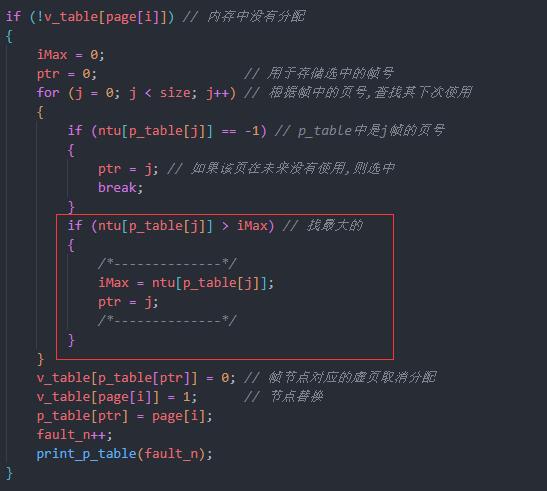 if (!v_table[page[i]]) // 内存中没有分配
{
iMax = 0;
ptr = 0; // 用于存储选中的帧号
for (j = 0; j < size; j++) // 根据帧中的页号,查找其下次使用
{
if (ntu[p_table[j]] == -1) // p_table中是j帧的页号
{
ptr = j; // 如果该页在未来没有使用,则选中
break;
}
if (ntu[p_table[j]] > iMax) // 找最大的
{
/*--------------*/
iMax = ntu[p_table[j]];
ptr = j;
/*--------------*/
}
}
v_table[p_table[ptr]] = 0; // 帧节点对应的虚页取消分配
v_table[page[i]] = 1; // 节点替换
p_table[ptr] = page[i];
fault_n++;
print_p_table(fault_n);
}